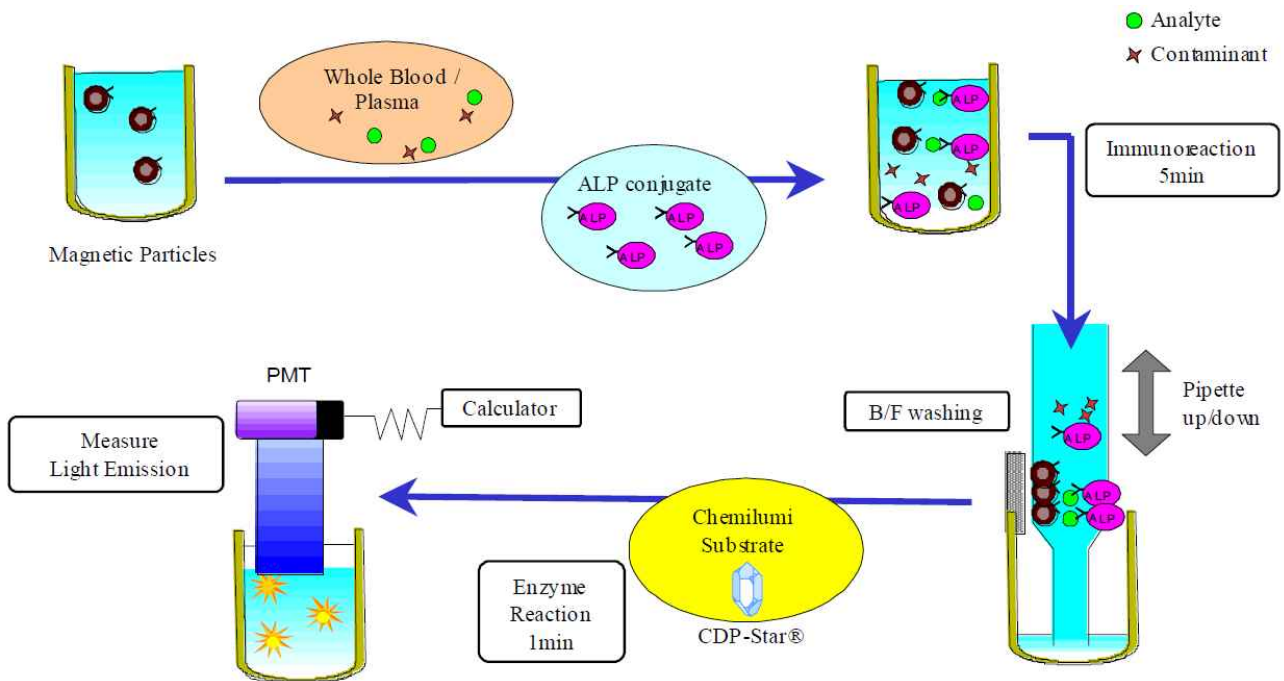 Analyte
Contaminant
Whole Blood /
Plasma
ALP conjugate
ALP
ALP
ALP
ALP
Magnetic Particles
ALP
ALP
ALP
Immunoreaction
5min
B/F washing
Pipette
up/down
ALP
ALP
ALP
Chemilumi
Substrate
CDP-Star®
Enzyme
Reaction
1min
PMT
Calculator
Measure
Light Emission